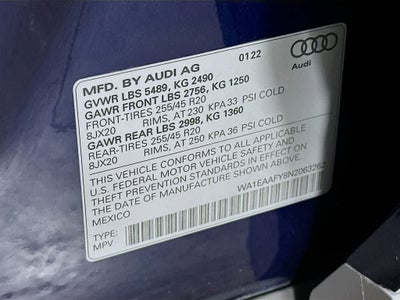 MFD. BY AUDI AG 01/22
GVWR LBS 5489, KG 2490
GAWR FRONT LBS 2756, KG 1250
FRONT-TIRES 255/45 R20
8JX20 RIMS, AT 230 KPA 33 PSI COLD
GAWR REAR LBS 2998, KG 1360
REAR-TIRES 255/45 R20
8JX20 RIMS, AT 250 KPA 36 PSI COLD
Audi
THIS VEHICLE CONFORMS TO ALL APPLICABLE
U.S. FEDERAL MOTOR VEHICLE SAFETY AND
THEFT PREVENTION STANDARDS IN EFFECT ON
THE DATE OF MANUFACTURE SHOWN ABOVE.
MEXICO
WA1EAAFY8N2063262
TYPE:
MPV